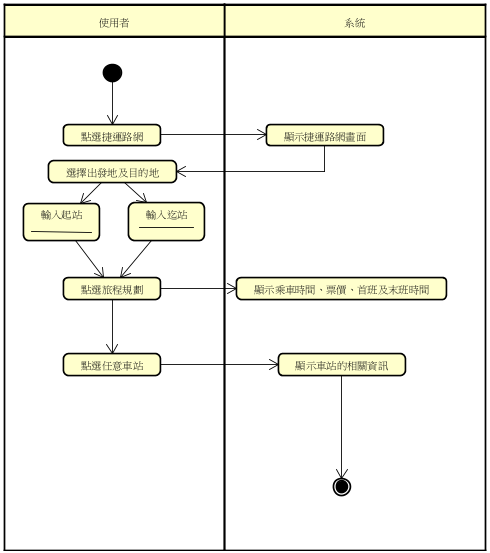 使用者
系統
點選捷運路網
顯示捷運路網畫面
選擇出發地及目的地
輸入起站
輸入迄站
點選旅程規劃
顯示乘車時間、票價、首班及末班時間
點選任意車站
顯示車站的相關資訊